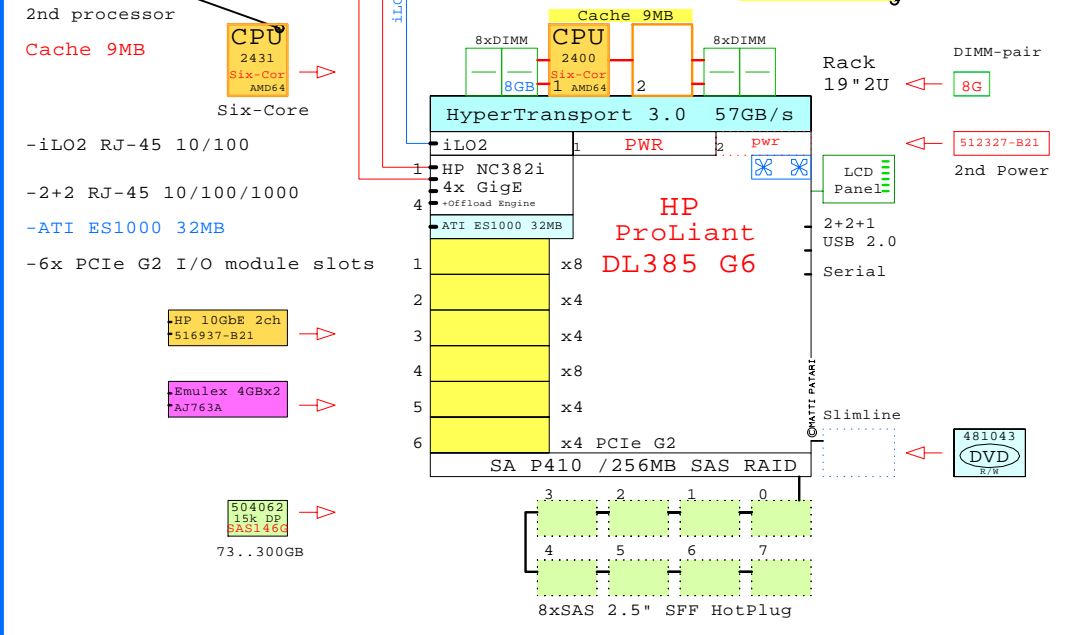 2nd processor
Cache 9MB
CPU
2431
Six-Cor
AMD64
Six-Core
iLO
Cache 9MB
8xDIMM
CPU
2400
Six-Cor
8GB
1 AMD64
2
8xDIMM
Rack
19"2U
DIMM-pair
8G
HyperTransport 3.0 57GB/s
-iLO2 RJ-45 10/100
iLO2
1
PWR
2
pwr
512327-B21
2nd Power
1
HP NC382i
4x GigE
4
+Offload Engine
LCD
Panel
-2+2 RJ-45 10/100/1000
-ATI ES1000 32MB
ATI ES1000 32MB
HP
ProLiant
DL385 G6
2+2+1
USB 2.0
Serial
-6x PCIe G2 I/O module slots
1
x8
2
x4
3
x4
4
x8
5
x4
6
x4 PCIe G2
HP 10GbE 2ch
516937-B21
Emulex 4GBx2
AJ763A
©MATTI PATARI
Slimline
481043
DVD
R/W
SA P410 /256MB SAS RAID
504062
15k DP
SAS146G
73..300GB
3 2 1 0
4 5 6 7
8xSAS 2.5" SFF HotPlug